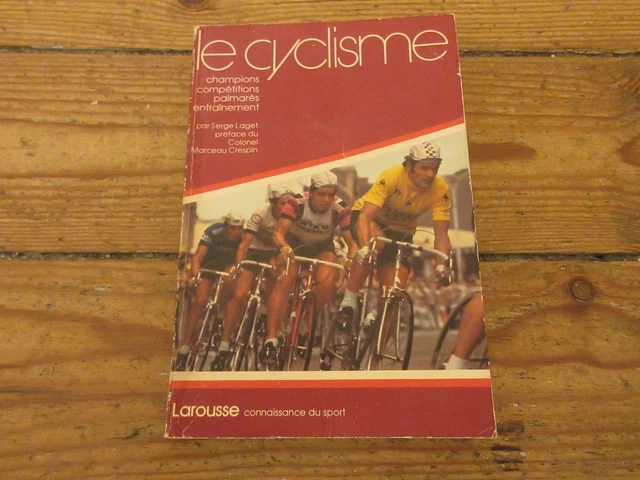 le cyclisme
champions
compétitions
palmarès
entraînement
par Serge Laget
préface du
Colonel
Marceau Crespin
Larousse connaissance du sport